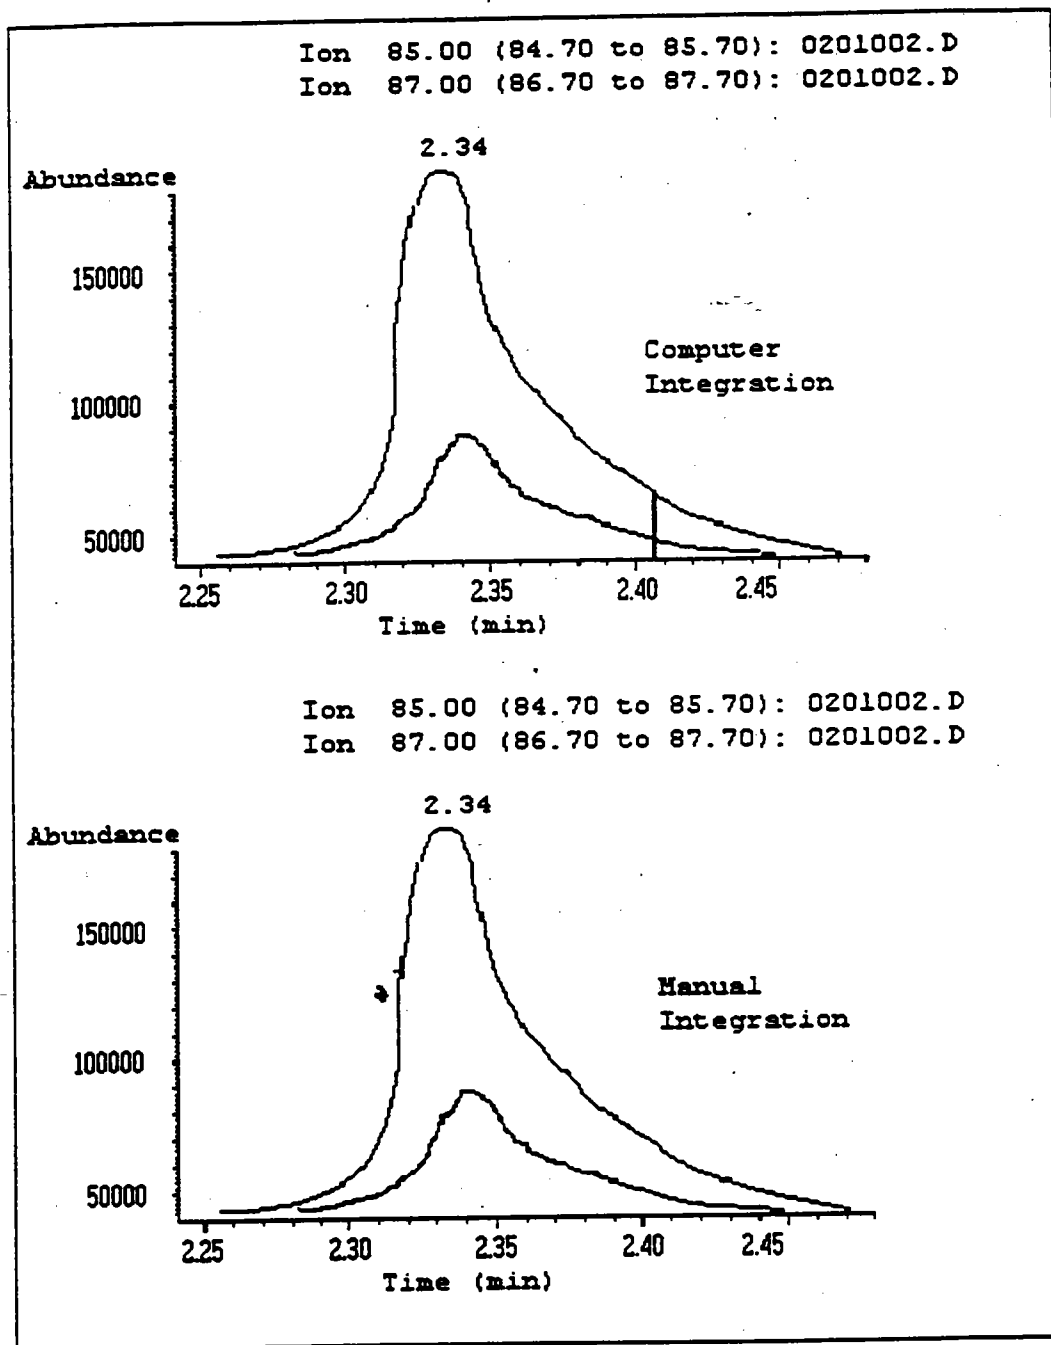 Ion 85.00 (84.70 to 85.70): 0201002.D
Ion 87.00 (86.70 to 87.70): 0201002.D
2.34
Abundance
150000
Computer
Integration
100000
50000
2.25 2.30 2.35 2.40 2.45
Time (min)
Ion 85.00 (84.70 to 85.70): 0201002.D
Ion 87.00 (86.70 to 87.70): 0201002.D
2.34
Abundance
150000
Manual
Integration
100000
50000
2.25 2.30 2.35 2.40 2.45
Time (min)